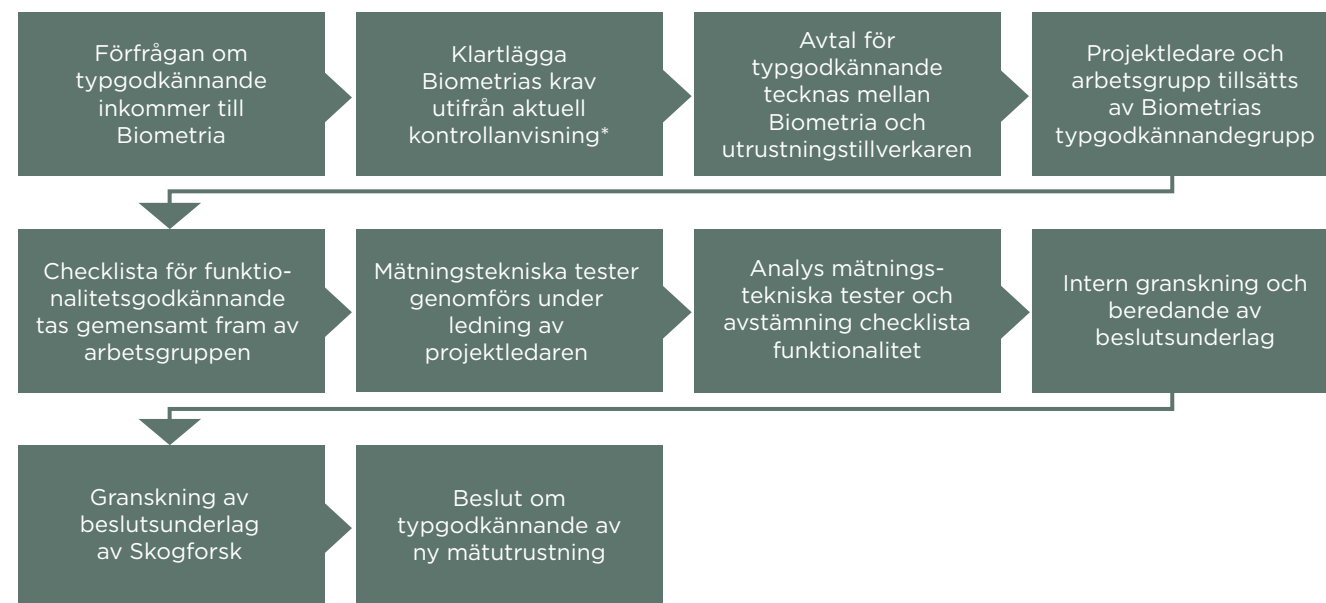 Förfrågan om
typgodkännande
inkommer till
Biometria
Klartlägga
Biometrias krav
utifrån aktuell
kontrollanvisning*
Avtal för
typgodkännande
tecknas mellan
Biometria och
utrustningstillverkaren
Projektledare och
arbetsgrupp tillsätts
av Biometrias
typgodkännandegrupp
Checklista för funktio-
nalitetsgodkännande
tas gemensamt fram av
arbetsgruppen
Mätningstekniska tester
genomförs under
ledning av
projektledaren
Analys mätnings-
tekniska tester och
avstämning checklista
funktionalitet
Intern granskning och
beredande av
beslutsunderlag
Granskning av
beslutsunderlag
av Skogforsk
Beslut om
typgodkännande av
ny mätutrustning